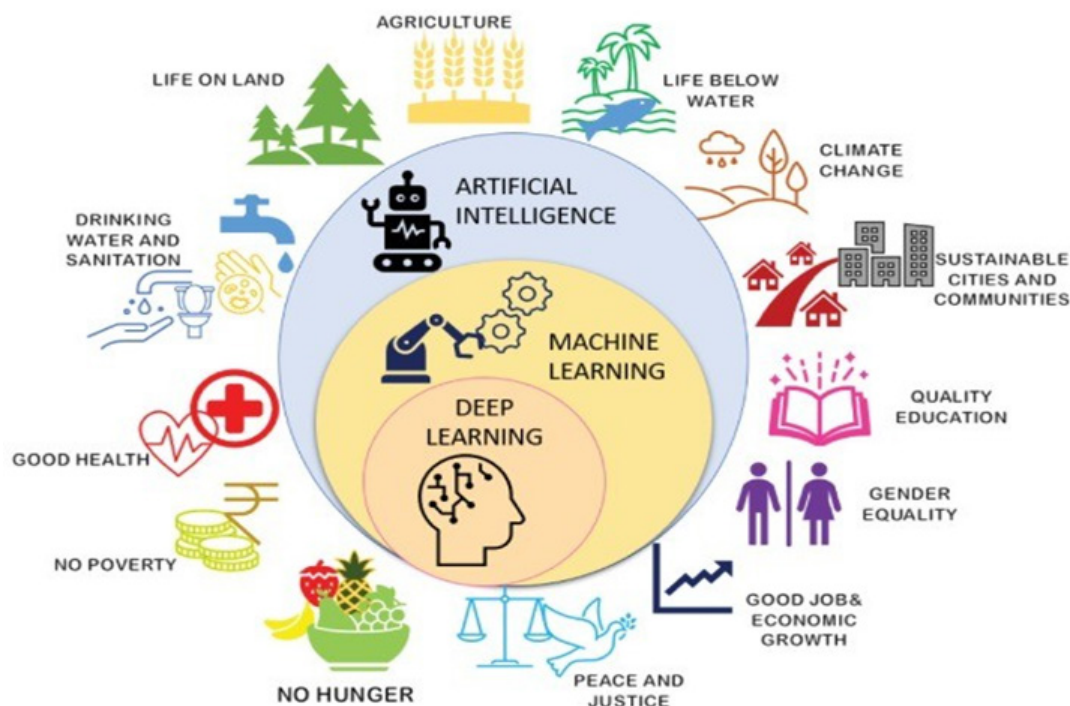 AGRICULTURE
LIFE BELOW
WATER
CLIMATE
CHANGE
SUSTAINABLE
CITIES AND
COMMUNITIES
QUALITY
EDUCATION
GENDER
EQUALITY
GOOD JOB&
ECONOMIC
GROWTH
PEACE AND
JUSTICE
NO HUNGER
NO POVERTY
GOOD HEALTH
DRINKING
WATER AND
SANITATION
LIFE ON LAND
ARTIFICIAL
INTELLIGENCE
MACHINE
LEARNING
DEEP
LEARNING